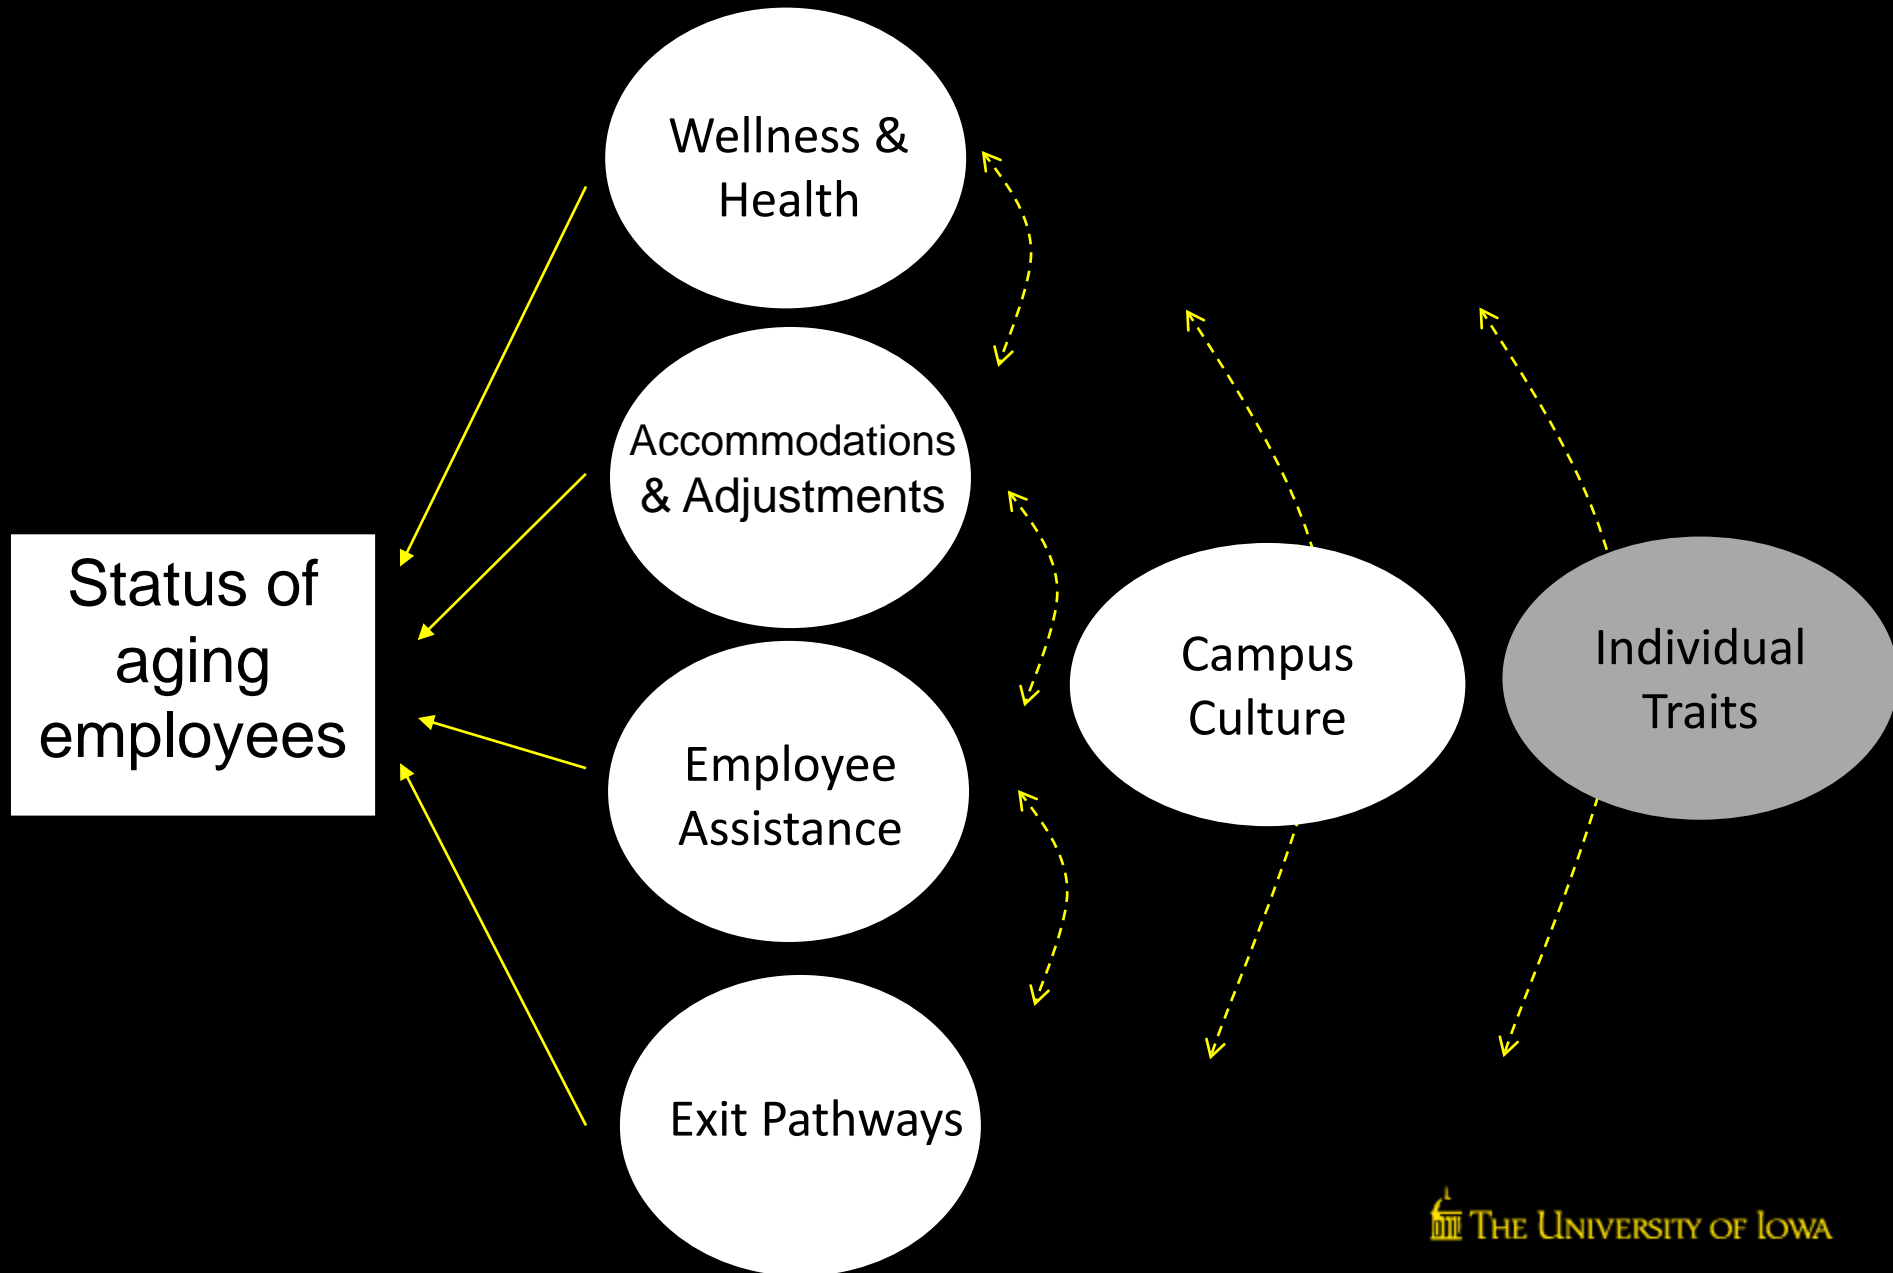 Wellness &
Health
Accommodations
& Adjustments
Status of
aging
employees
Employee
Assistance
Exit Pathways
Campus
Culture
Individual
Traits
THE UNIVERSITY OF IOWA